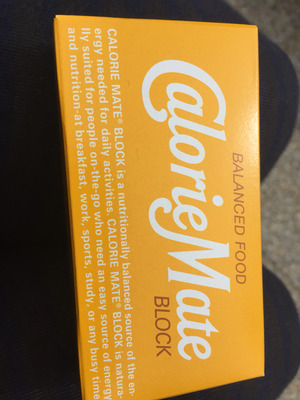 BALANCED FOOD
CalorieMate
BLOCK
CALORIE MATE® BLOCK is a nutritionally balanced source of the en-
ergy needed for daily activities. CALORIE MATE® BLOCK is natura-
lly suited for people on-the-go who need an easy source of energy
and nutrition-at breakfast, work, sports, study, or any busy time